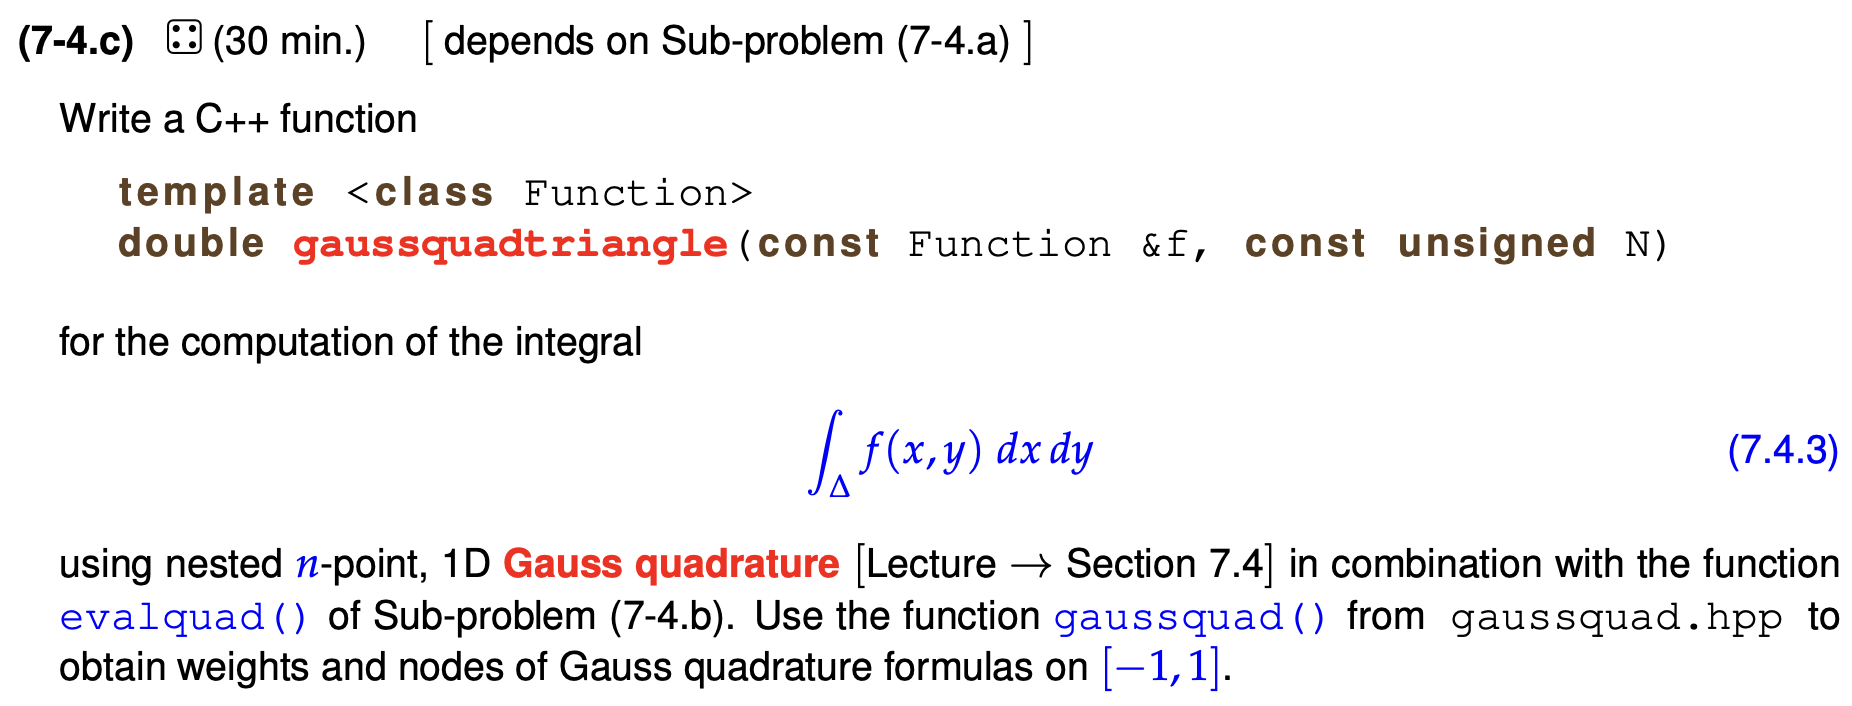 (7-4.c) ⚃ (30 min.) [ depends on Sub-problem (7-4.a) ]
Write a C++ function
template <class Function>
double gaussquadtriangle(const Function &f, const unsigned N)
for the computation of the integral
∫_Δ f(x, y) dx dy (7.4.3)
using nested n-point, 1D Gauss quadrature [Lecture → Section 7.4] in combination with the function
evalquad() of Sub-problem (7-4.b). Use the function gaussquad() from gaussquad.hpp to
obtain weights and nodes of Gauss quadrature formulas on [−1, 1].